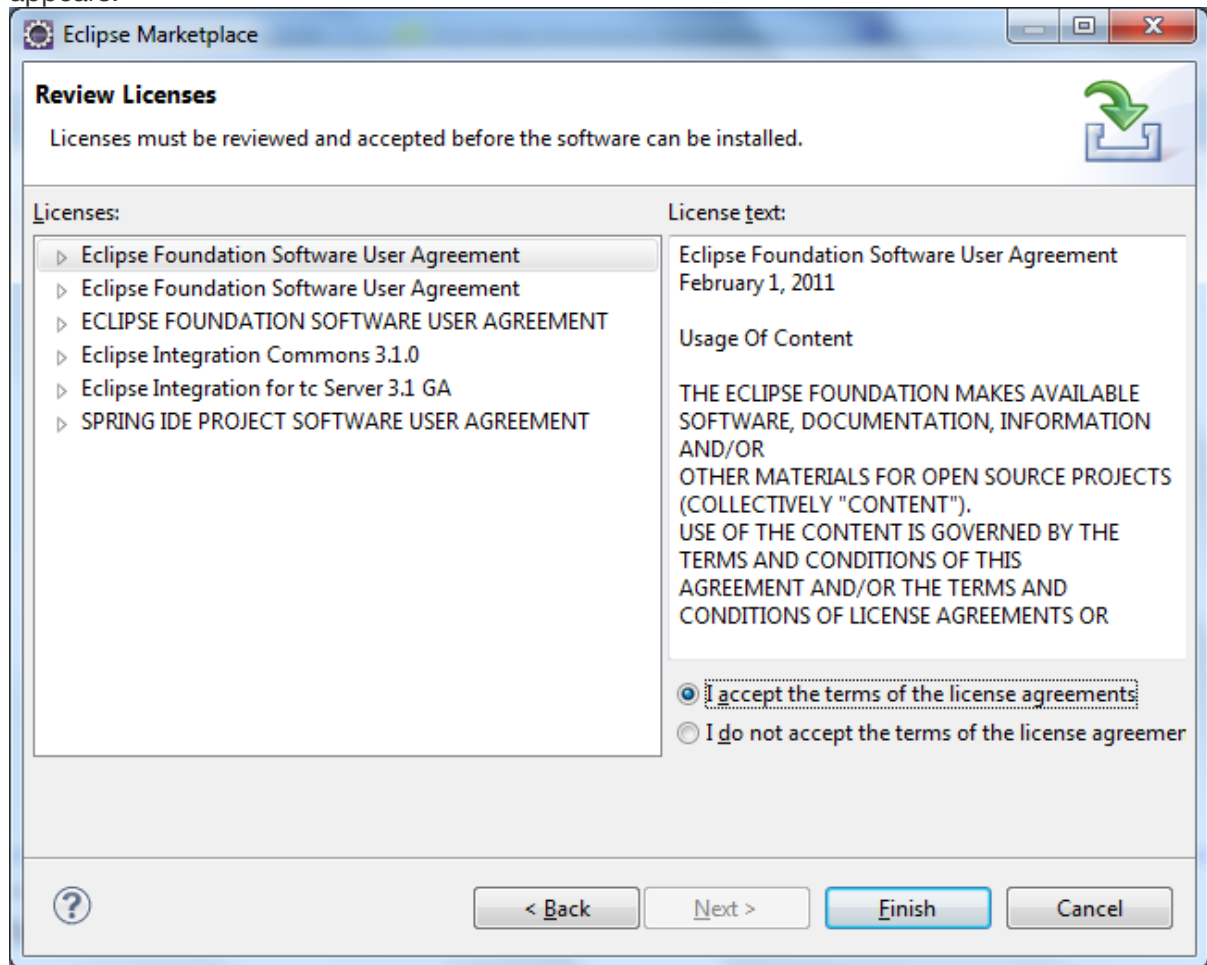 appears.
Eclipse Marketplace
Review Licenses
Licenses must be reviewed and accepted before the software can be installed.
Licenses:
Eclipse Foundation Software User Agreement
Eclipse Foundation Software User Agreement
ECLIPSE FOUNDATION SOFTWARE USER AGREEMENT
Eclipse Integration Commons 3.1.0
Eclipse Integration for tc Server 3.1 GA
SPRING IDE PROJECT SOFTWARE USER AGREEMENT
License text:
Eclipse Foundation Software User Agreement
February 1, 2011
Usage Of Content
THE ECLIPSE FOUNDATION MAKES AVAILABLE
SOFTWARE, DOCUMENTATION, INFORMATION
AND/OR
OTHER MATERIALS FOR OPEN SOURCE PROJECTS
(COLLECTIVELY "CONTENT").
USE OF THE CONTENT IS GOVERNED BY THE
TERMS AND CONDITIONS OF THIS
AGREEMENT AND/OR THE TERMS AND
CONDITIONS OF LICENSE AGREEMENTS OR
I accept the terms of the license agreements
I do not accept the terms of the license agreemer
? < Back Next > Finish Cancel